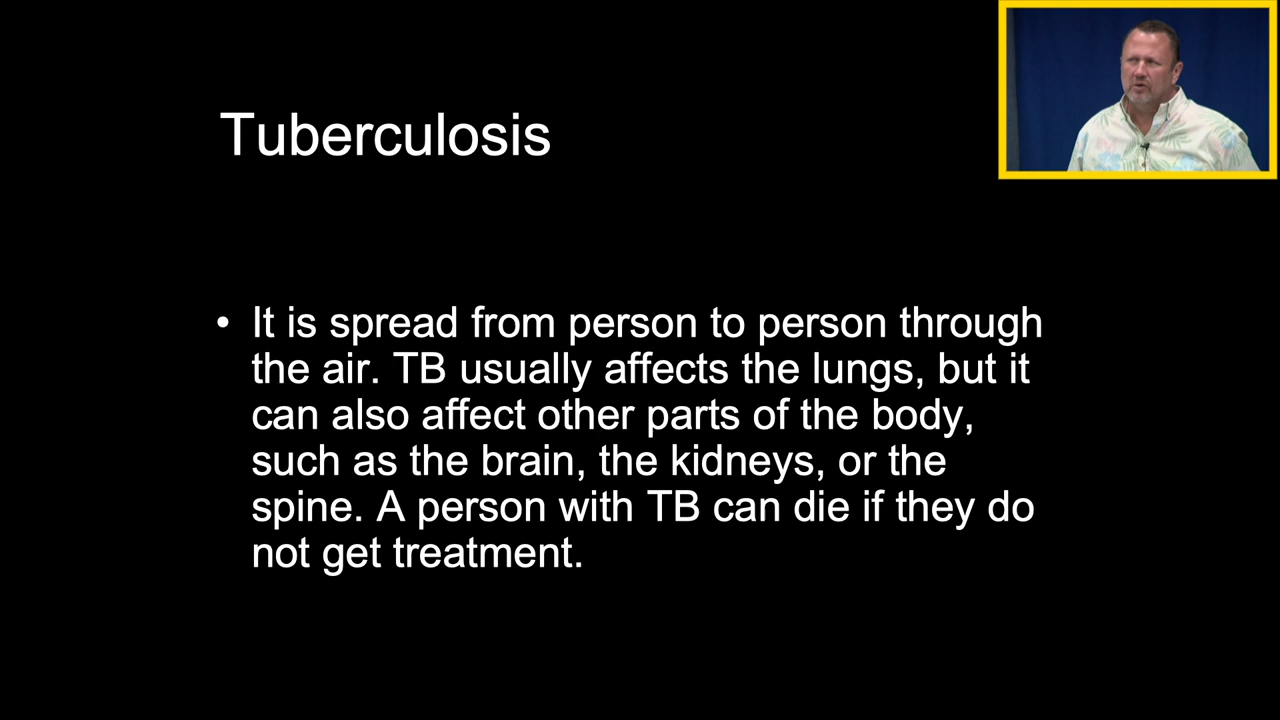 Tuberculosis
• It is spread from person to person through
the air. TB usually affects the lungs, but it
can also affect other parts of the body,
such as the brain, the kidneys, or the
spine. A person with TB can die if they do
not get treatment.